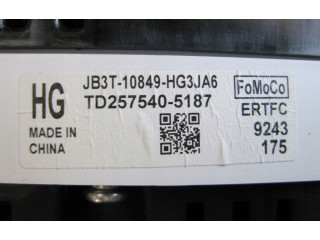 HG
JB3T-10849-HG3JA6
FoMoCo
TD257540-5187
ERTFC
MADE IN
CHINA
9243
175